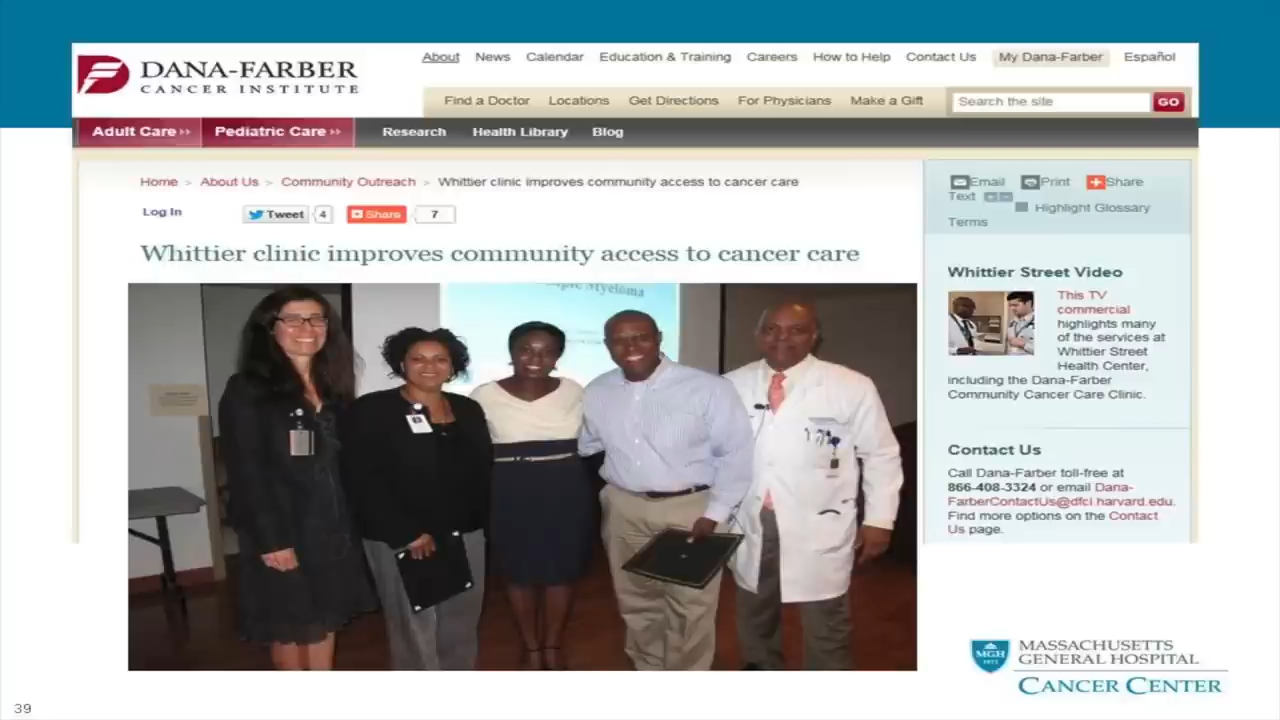 DANA-FARBER
CANCER INSTITUTE
About News Calendar Education & Training Careers How to Help Contact Us My Dana-Farber Español
Find a Doctor Locations Get Directions For Physicians Make a Gift Search the site GO
Adult Care Pediatric Care Research Health Library Blog
Home > About Us > Community Outreach > Whittier clinic improves community access to cancer care
Log In Tweet 4 Share 7
Whittier clinic improves community access to cancer care
Myeloma
Email Print Share
Text
Highlight Glossary
Terms
Whittier Street Video
This TV
commercial
highlights many
of the services at
Whittier Street
Health Center,
including the Dana-Farber
Community Cancer Care Clinic.
Contact Us
Call Dana-Farber toll-free at
866-408-3324 or email Dana-
FarberContactUs@dfci.harvard.edu.
Find more options on the Contact
Us page.
MGH
1811
MASSACHUSETTS
GENERAL HOSPITAL
CANCER CENTER
39